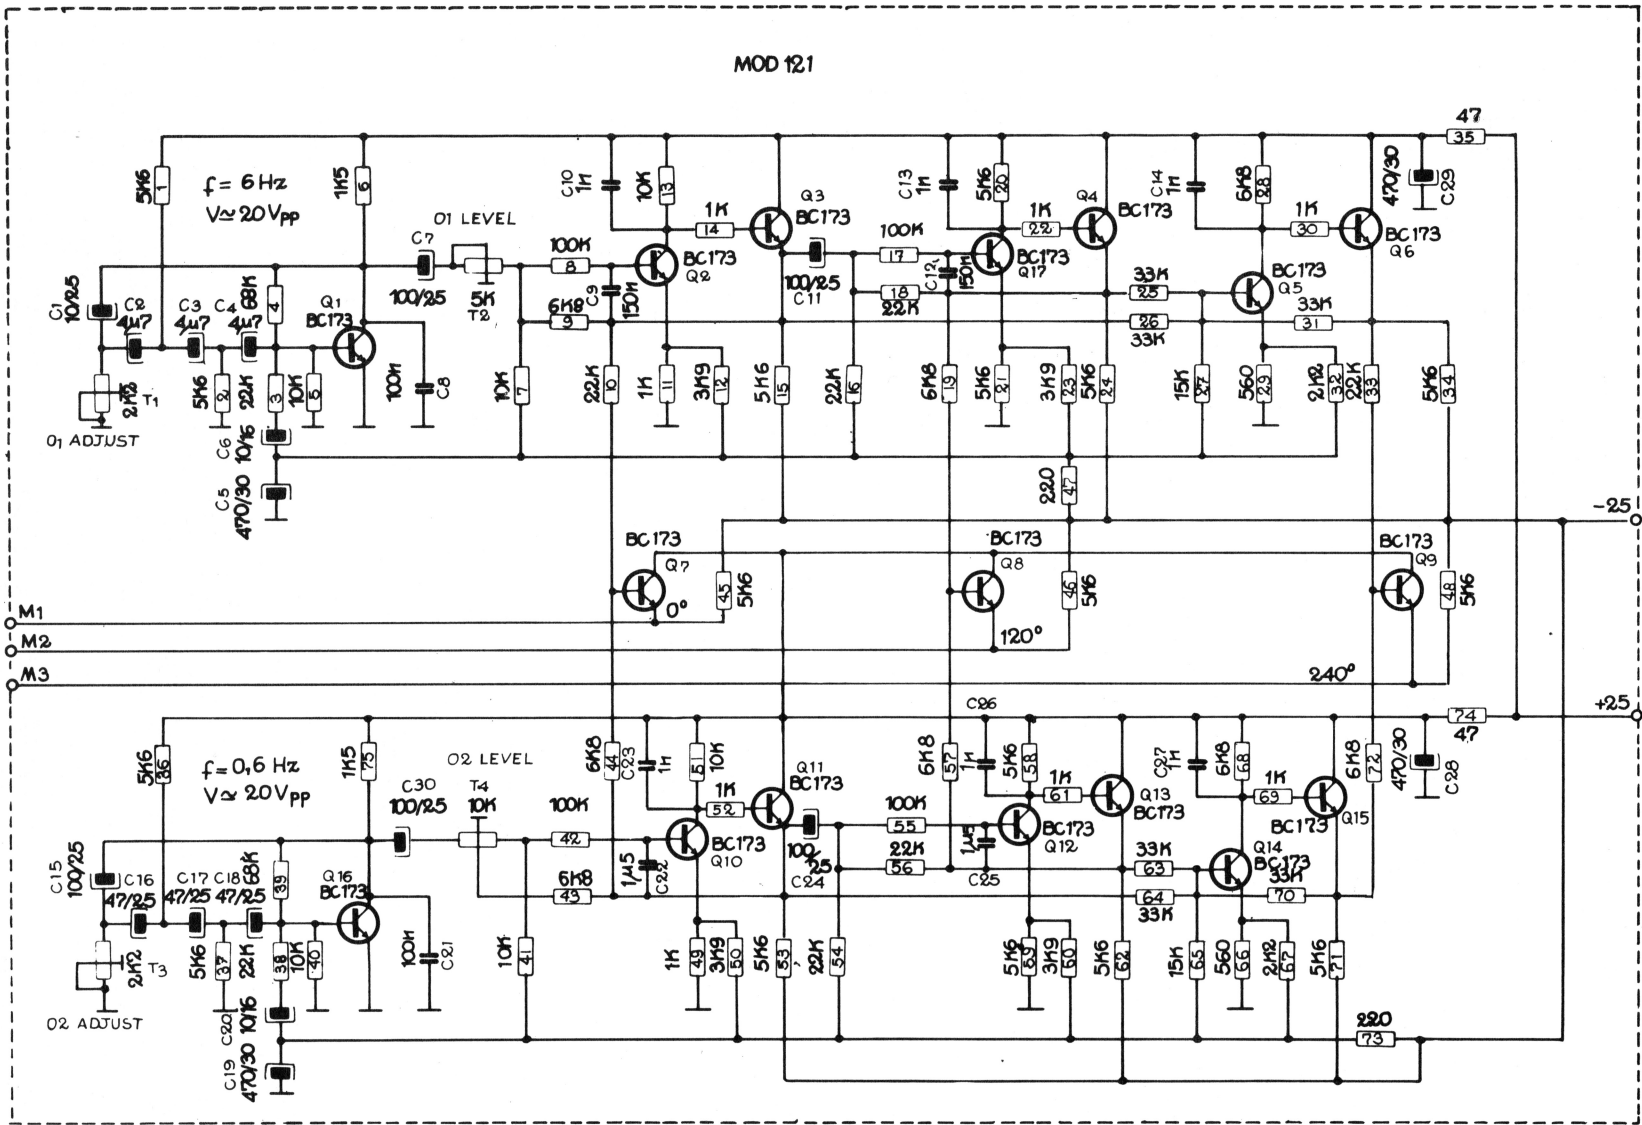 MOD 121
47
35
5K6
1
f = 6 Hz
V≃20Vpp
1K5
6
C10
1n
10K
13
1K
14
Q3
BC173
C13
1n
5K6
20
1K
22
Q4
BC173
C14
1n
6K8
28
1K
30
BC173
Q6
470/30
C29
O1 LEVEL
C7
100/25
5K
T2
100K
8
BC173
Q2
C9
150n
6K8
9
100/25
C11
100K
17
C12
150n
BC173
Q17
18
22K
33K
25
26
33K
BC173
Q5
33K
31
C1
10/25
C2
4µ7
C3
4µ7
C4
4µ7
68K
4
Q1
BC173
2K2
T1
O1 ADJUST
5K6
2
22K
3
10K
5
100n
C8
C6
10/16
C5
470/30
10K
7
22K
10
1K
11
3K9
12
5K6
15
22K
16
6K8
19
5K6
21
3K9
23
5K6
24
15K
27
560
29
2K2
32
22K
33
5K6
34
220
47
-25
BC173
Q7
0°
45
5K6
BC173
Q8
120°
46
5K6
BC173
Q9
240°
48
5K6
M1
M2
M3
+25
74
47
5K6
36
f = 0,6 Hz
V≃20Vpp
1K5
75
O2 LEVEL
C30
100/25
T4
10K
100K
42
6K8
43
6K8
44
C23
1n
10K
51
1K
52
Q11
BC173
BC173
Q10
1µ5
C22
100/25
C24
100K
55
22K
56
6K8
57
C26
1n
5K6
58
1K
61
Q13
BC173
BC173
Q12
1µ5
C25
33K
63
64
33K
C27
1n
6K8
68
1K
69
BC173
Q15
Q14
BC173
33K
70
6K8
72
470/30
C28
C15
100/25
C16
47/25
C17
47/25
C18
47/25
68K
39
Q16
BC173
2K2
T3
O2 ADJUST
5K6
37
22K
38
10K
40
100n
C21
C20
10/16
C19
470/30
10K
41
1K
49
3K9
50
5K6
53
22K
54
5K6
59
3K9
60
5K6
62
15K
65
560
66
2K2
67
5K6
71
220
73